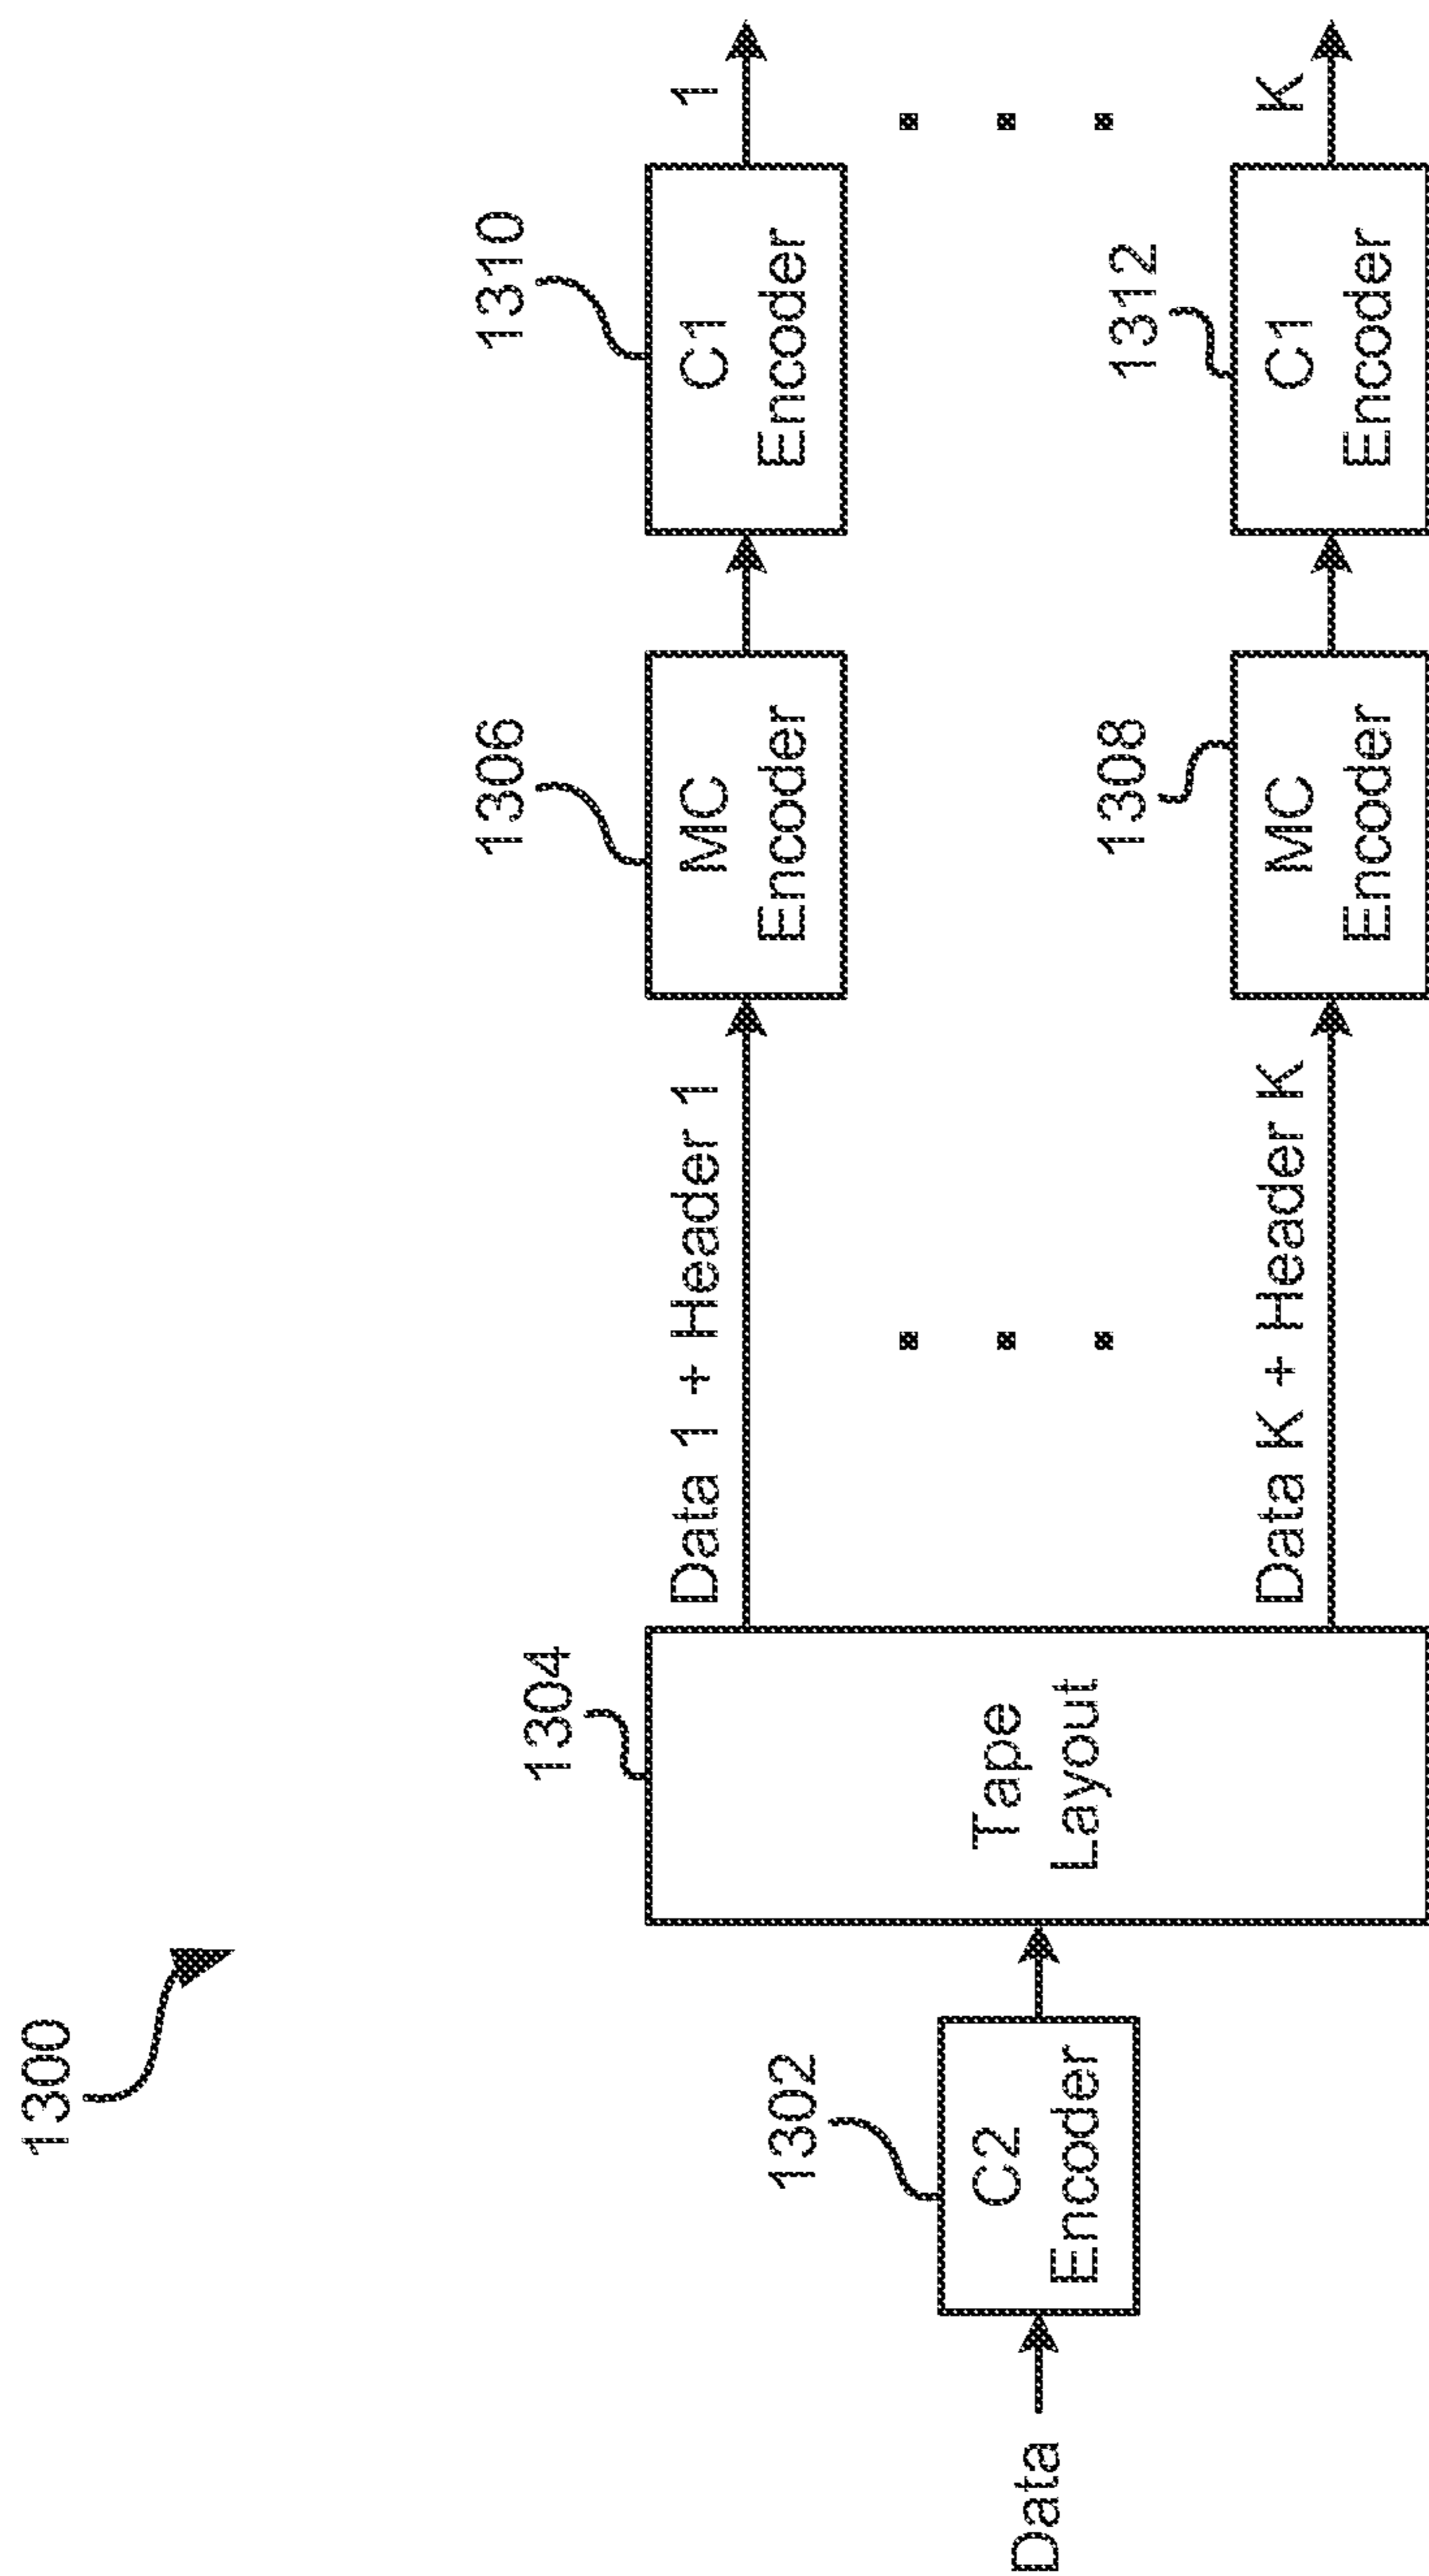 1300
1302
1304
1306
1310
1308
1312
Data
C2
Encoder
Tape
Layout
Data 1 + Header 1
MC
Encoder
C1
Encoder
1
Data K + Header K
MC
Encoder
C1
Encoder
K